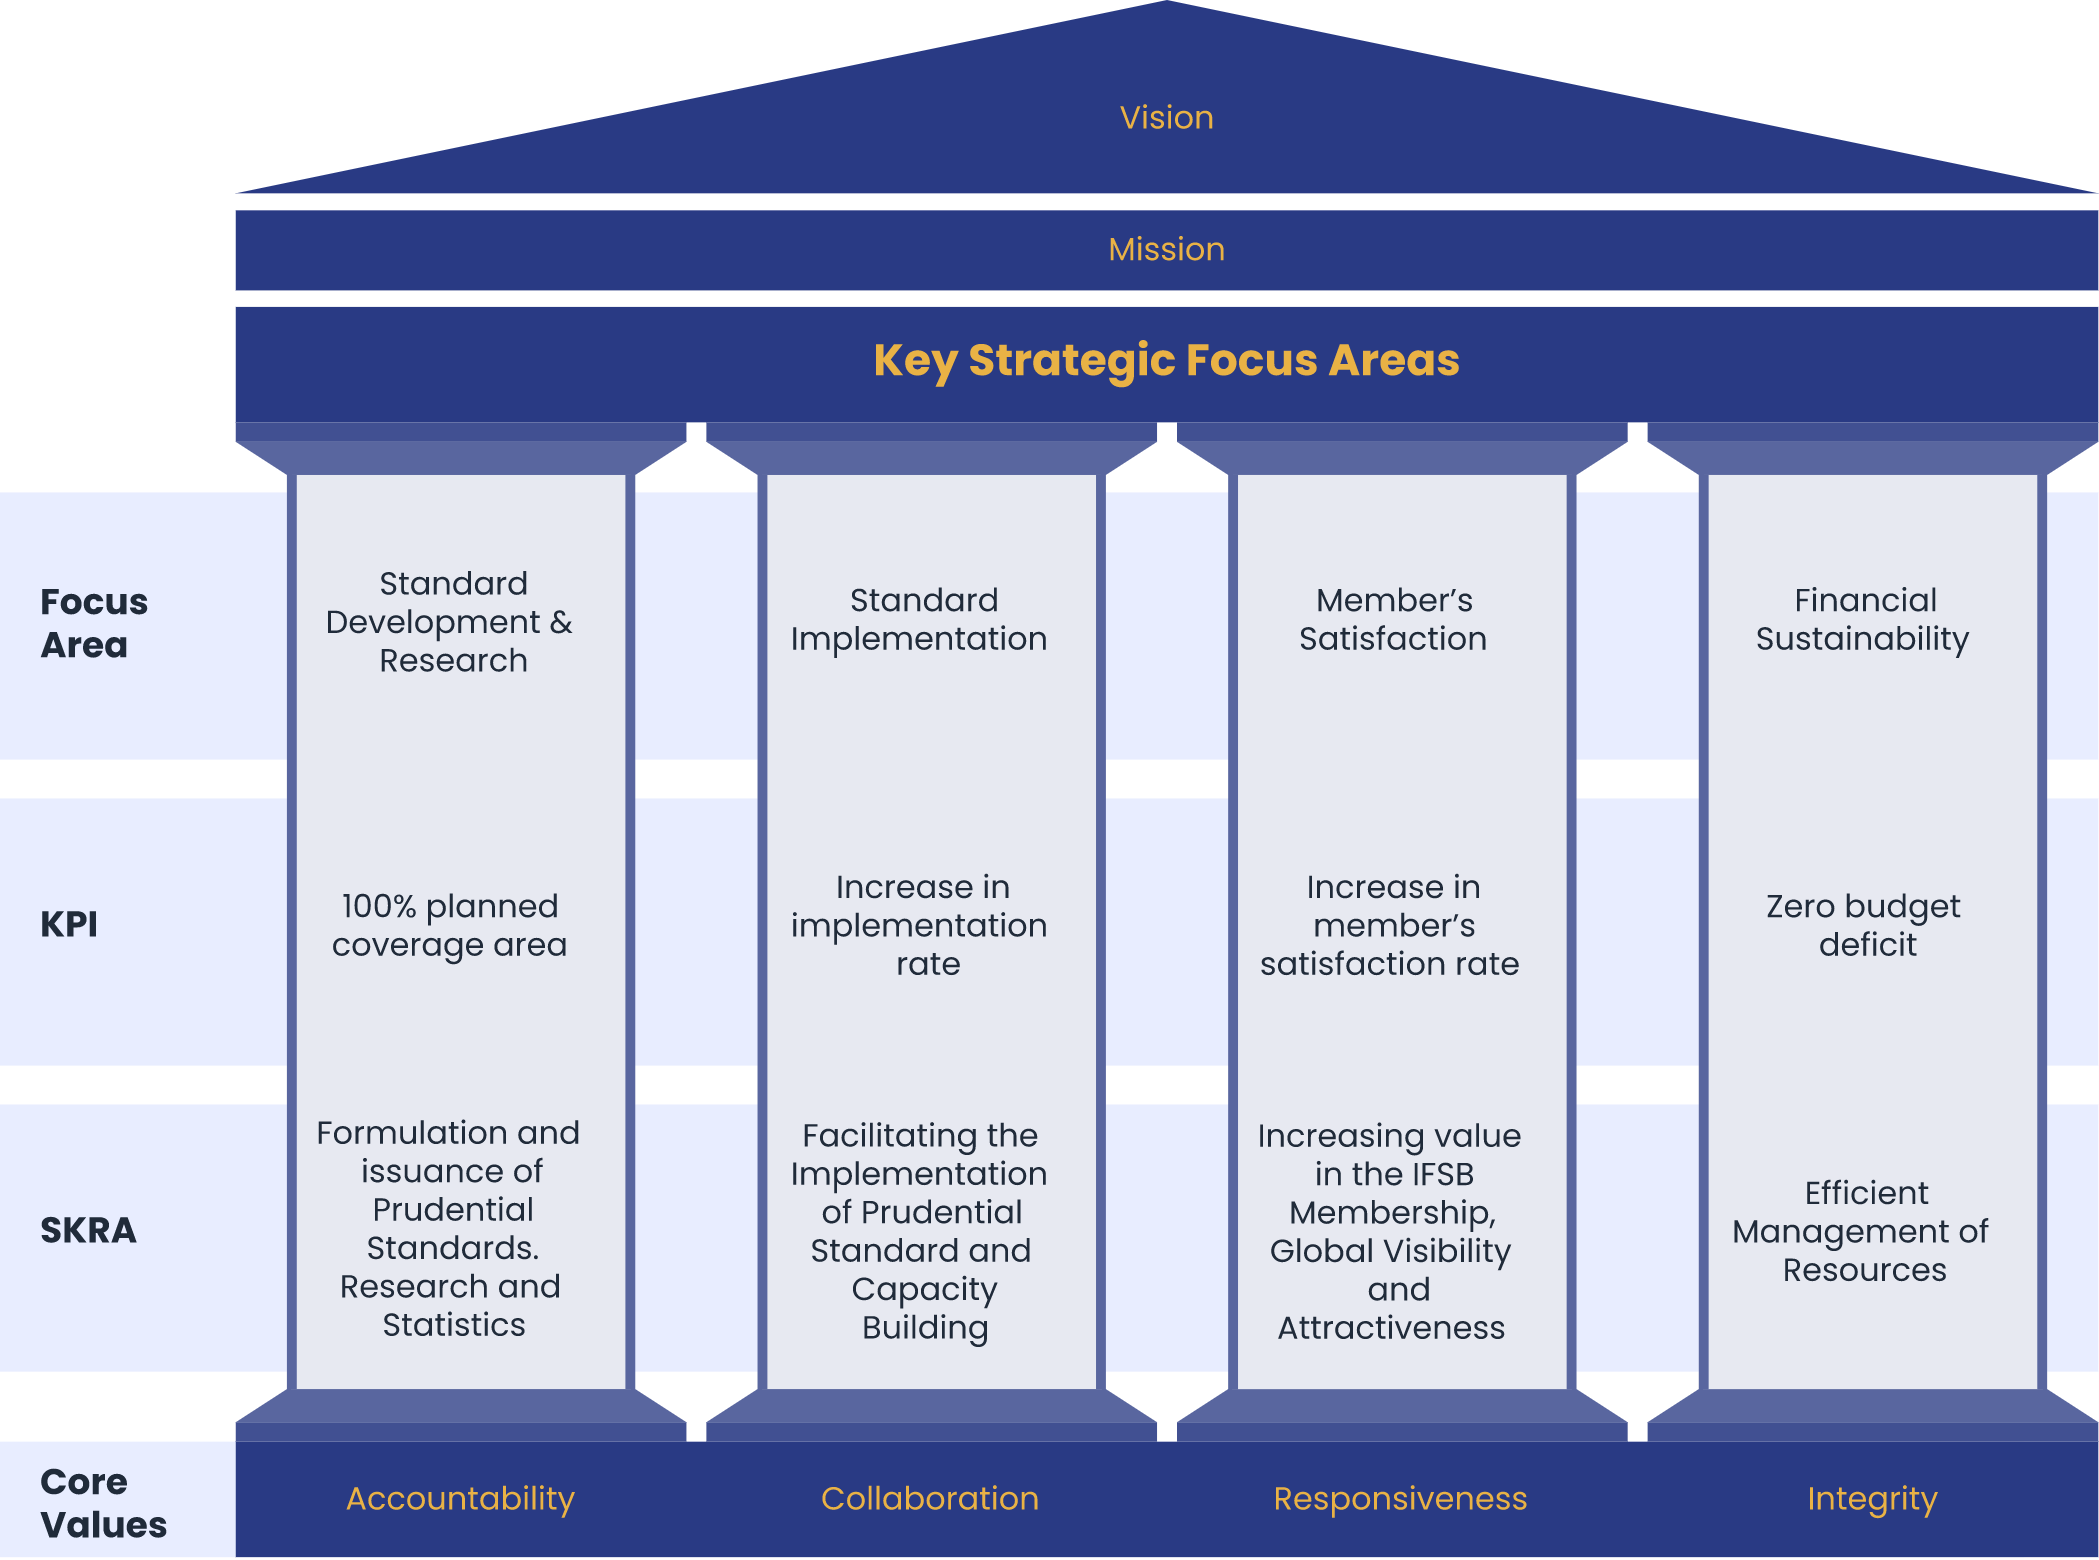 Vision
Mission
Key Strategic Focus Areas
Focus
Area
Standard
Development &
Research
Standard
Implementation
Member’s
Satisfaction
Financial
Sustainability
KPI
100% planned
coverage area
Increase in
implementation
rate
Increase in
member’s
satisfaction rate
Zero budget
deficit
SKRA
Formulation and
issuance of
Prudential
Standards.
Research and
Statistics
Facilitating the
Implementation
of Prudential
Standard and
Capacity
Building
Increasing value
in the IFSB
Membership,
Global Visibility
and
Attractiveness
Efficient
Management of
Resources
Core
Values
Accountability
Collaboration
Responsiveness
Integrity